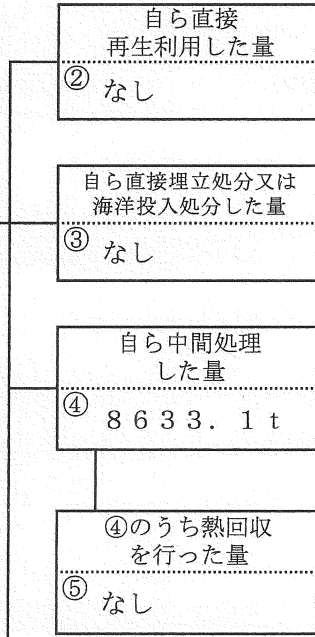 自ら直接
再生利用した量
② なし
自ら直接埋立処分又は
海洋投入処分した量
③ なし
自ら中間処理
した量
④ ８６３３．１ｔ
④のうち熱回収
を行った量
⑤ なし